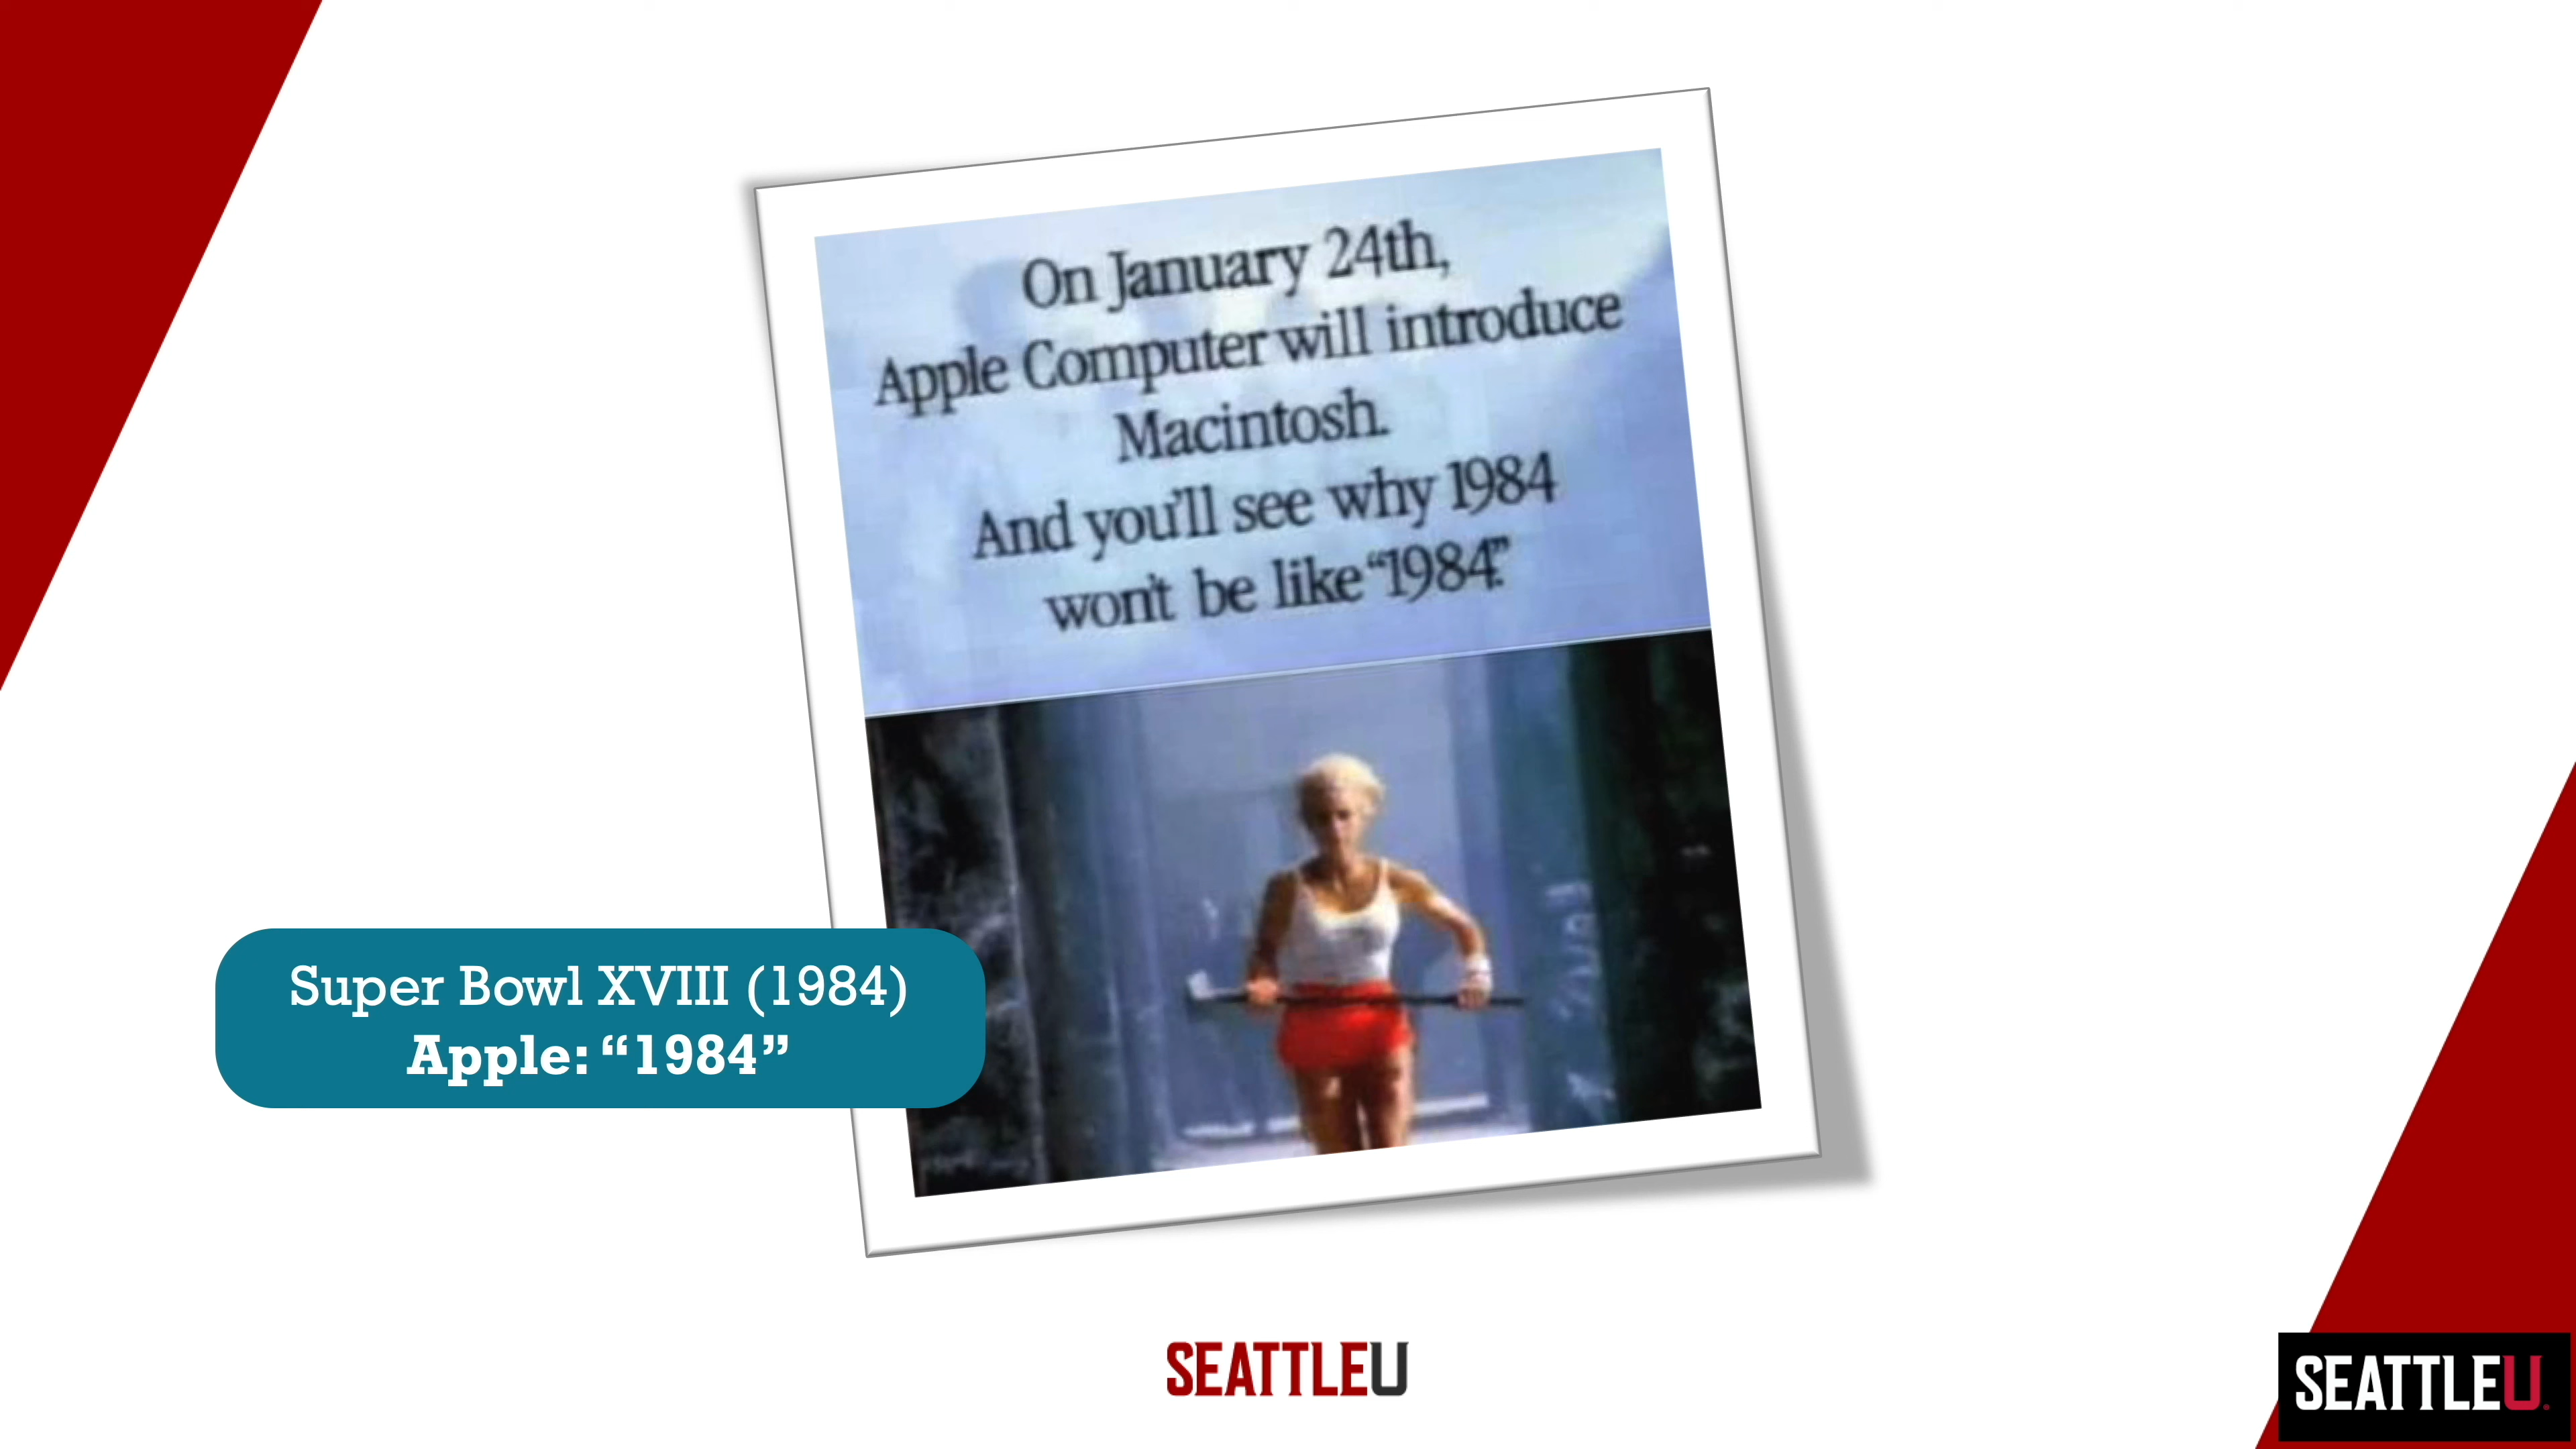 On January 24th,
Apple Computer will introduce
Macintosh.
And you'll see why 1984
won't be like "1984."
Super Bowl XVIII (1984)
Apple: “1984”
SEATTLEU
SEATTLEU